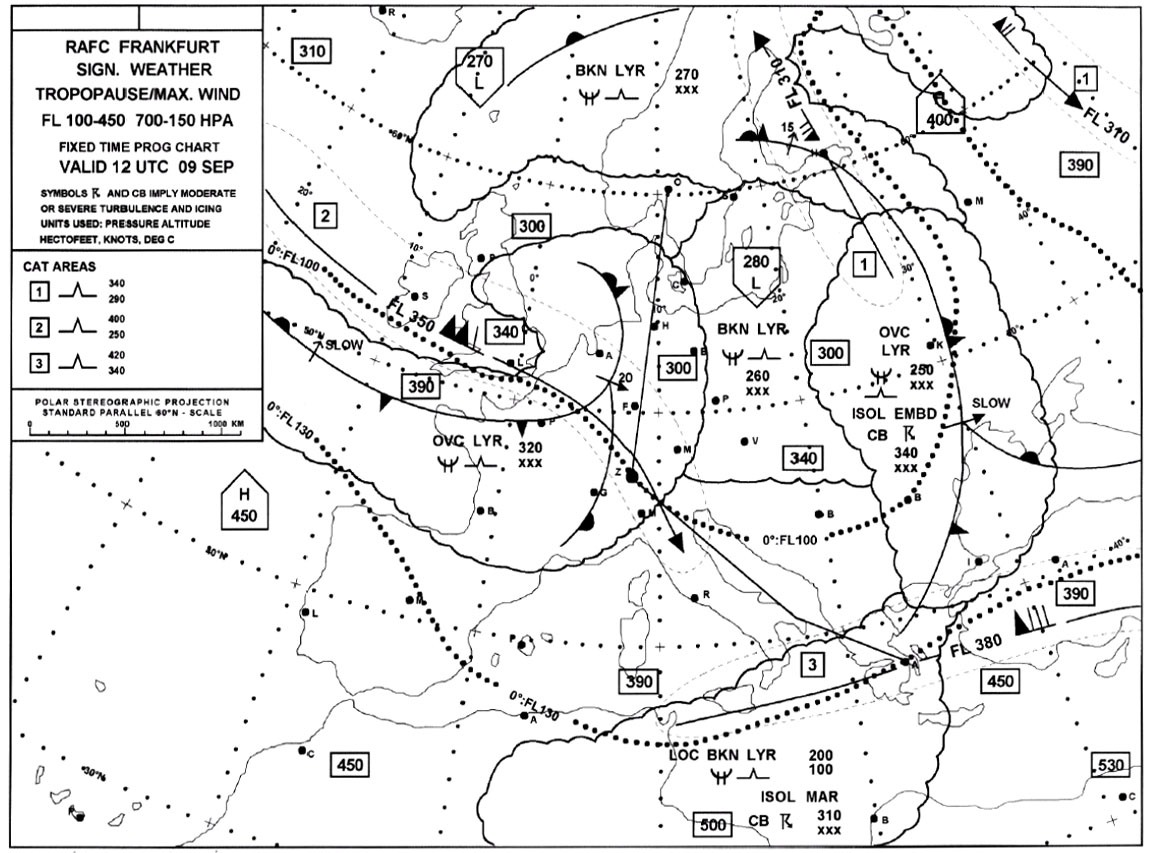 RAFC FRANKFURT
SIGN. WEATHER
TROPOPAUSE/MAX. WIND
FL 100-450 700-150 HPA
FIXED TIME PROG CHART
VALID 12 UTC 09 SEP
SYMBOLS AND CB IMPLY MODERATE
OR SEVERE TURBULENCE AND ICING
UNITS USED: PRESSURE ALTITUDE
HECTOFEET, KNOTS, DEG C
CAT AREAS
1 340
290
2 400
250
3 420
340
POLAR STEREOGRAPHIC PROJECTION
STANDARD PARALLEL 60°N - SCALE
0 500 1000 KM
R
310
270
L
BKN LYR 270
XXX
FL 310
15
400
1
FL 310
390
60°N
60°
H
M
40°
20°
2
10°
300
O
S
D
0°
280
L
1
30°
20°
C
10°
0°:FL100
S
FL 350
340
H
B
BKN LYR
260
XXX
300
OVC
LYR
250
XXX
K
50°N
SLOW
L
A
300
390
20
F
P
ISOL EMBD
CB 340
XXX
SLOW
0°:FL130
P
OVC LYR 320
XXX
M
V
340
Z
H
450
B
G
M
B
B
0°:FL100
40°
I
A
390
L
M
R
P
FL 380
3
A
390
450
0°:FL130
A
C
450
LOC BKN LYR 200
100
ISOL MAR
CB 310
XXX
500
B
530
C
30°N